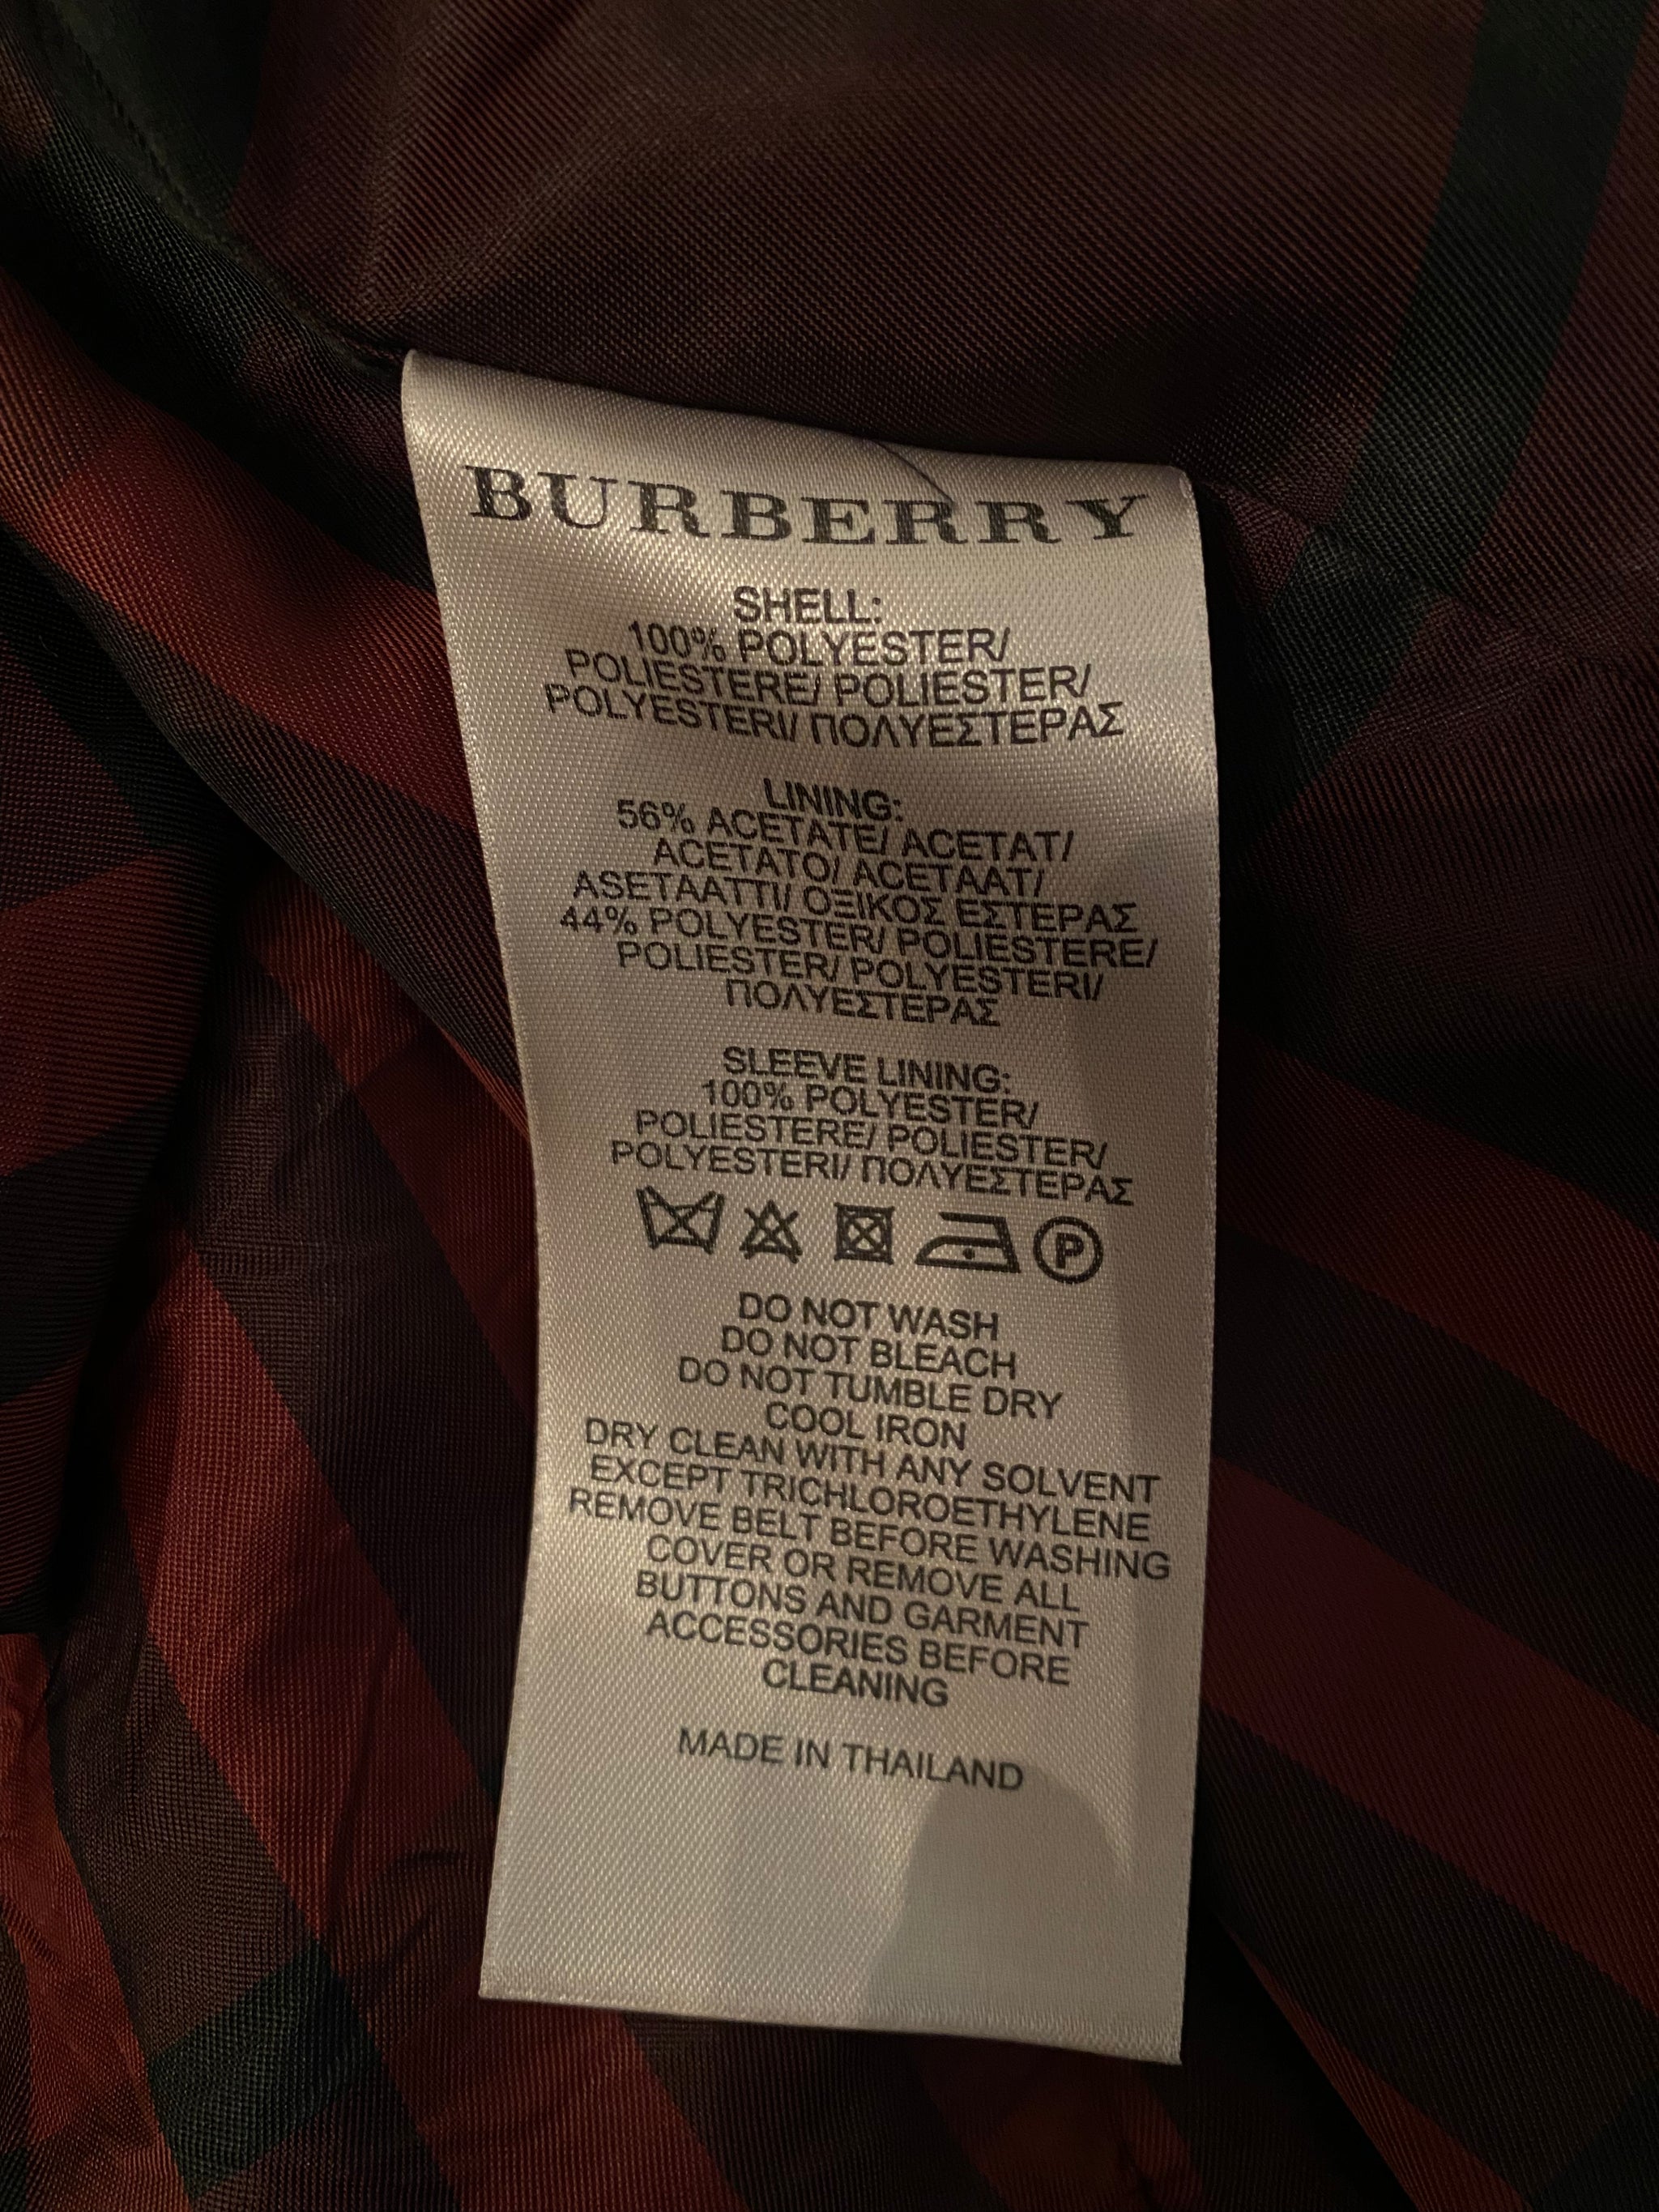 BURBERRY
SHELL:
100% POLYESTER/
POLIESTERE/ POLIESTER/
POLYESTERI/ ΠΟΛΥΕΣΤΕΡΑΣ
LINING:
56% ACETATE/ ACETAT/
ACETATO/ ACETAAT/
ASETAATTI/ ΟΞΙΚΟΣ ΕΣΤΕΡΑΣ
44% POLYESTER/ POLIESTERE/
POLIESTER/ POLYESTERI/
ΠΟΛΥΕΣΤΕΡΑΣ
SLEEVE LINING:
100% POLYESTER/
POLIESTERE/ POLIESTER/
POLYESTERI/ ΠΟΛΥΕΣΤΕΡΑΣ
P
DO NOT WASH
DO NOT BLEACH
DO NOT TUMBLE DRY
COOL IRON
DRY CLEAN WITH ANY SOLVENT
EXCEPT TRICHLOROETHYLENE
REMOVE BELT BEFORE WASHING
COVER OR REMOVE ALL
BUTTONS AND GARMENT
ACCESSORIES BEFORE
CLEANING
MADE IN THAILAND